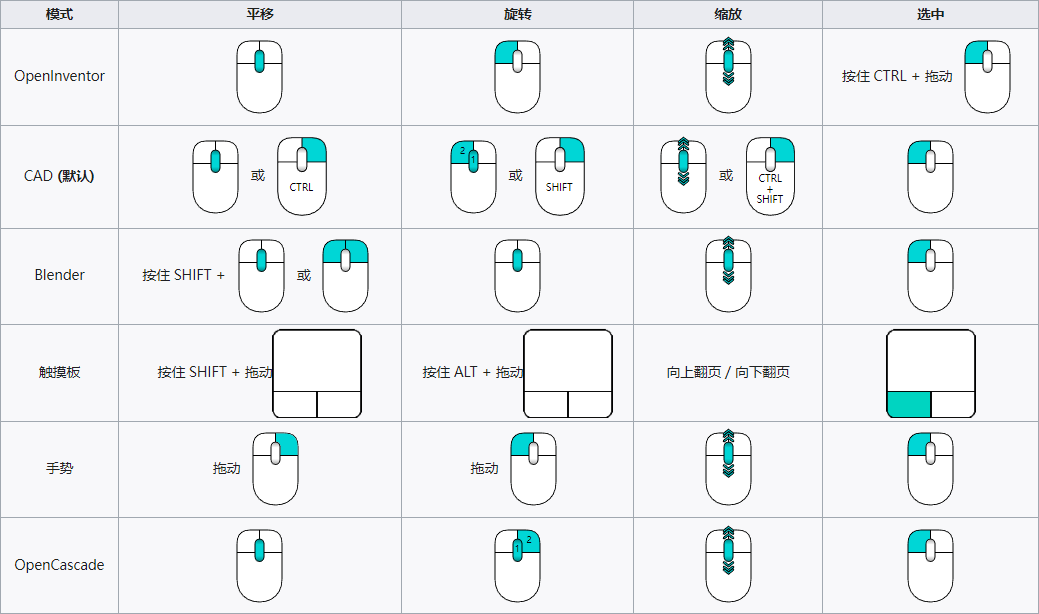 模式 平移 旋转 缩放 选中
OpenInventor 按住 CTRL + 拖动
CAD (默认) 或 CTRL 2 1 或 SHIFT 或 CTRL + SHIFT
Blender 按住 SHIFT + 或
触摸板 按住 SHIFT + 拖动 按住 ALT + 拖动 向上翻页 / 向下翻页
手势 拖动 拖动
OpenCascade 1 2